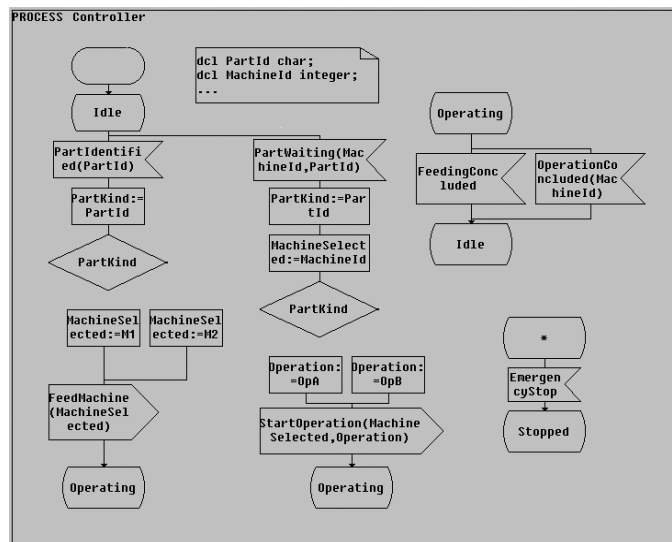 PROCESS Controller
dcl PartId char;
dcl MachineId integer;
...
Idle
PartIdentifi
ed(PartId)
PartKind:=
PartId
PartKind
MachineSel
ected:=M1
MachineSel
ected:=M2
FeedMachine
(MachineSel
ected)
Operating
PartWaiting(Mac
hineId,PartId)
PartKind:=Par
tId
MachineSelect
ed:=MachineId
PartKind
Operation:
=OpA
Operation:
=OpB
StartOperation(Machine
Selected,Operation)
Operating
Operating
FeedingConc
luded
OperationCo
ncluded(Mac
hineId)
Idle
*
Emergen
cyStop
Stopped